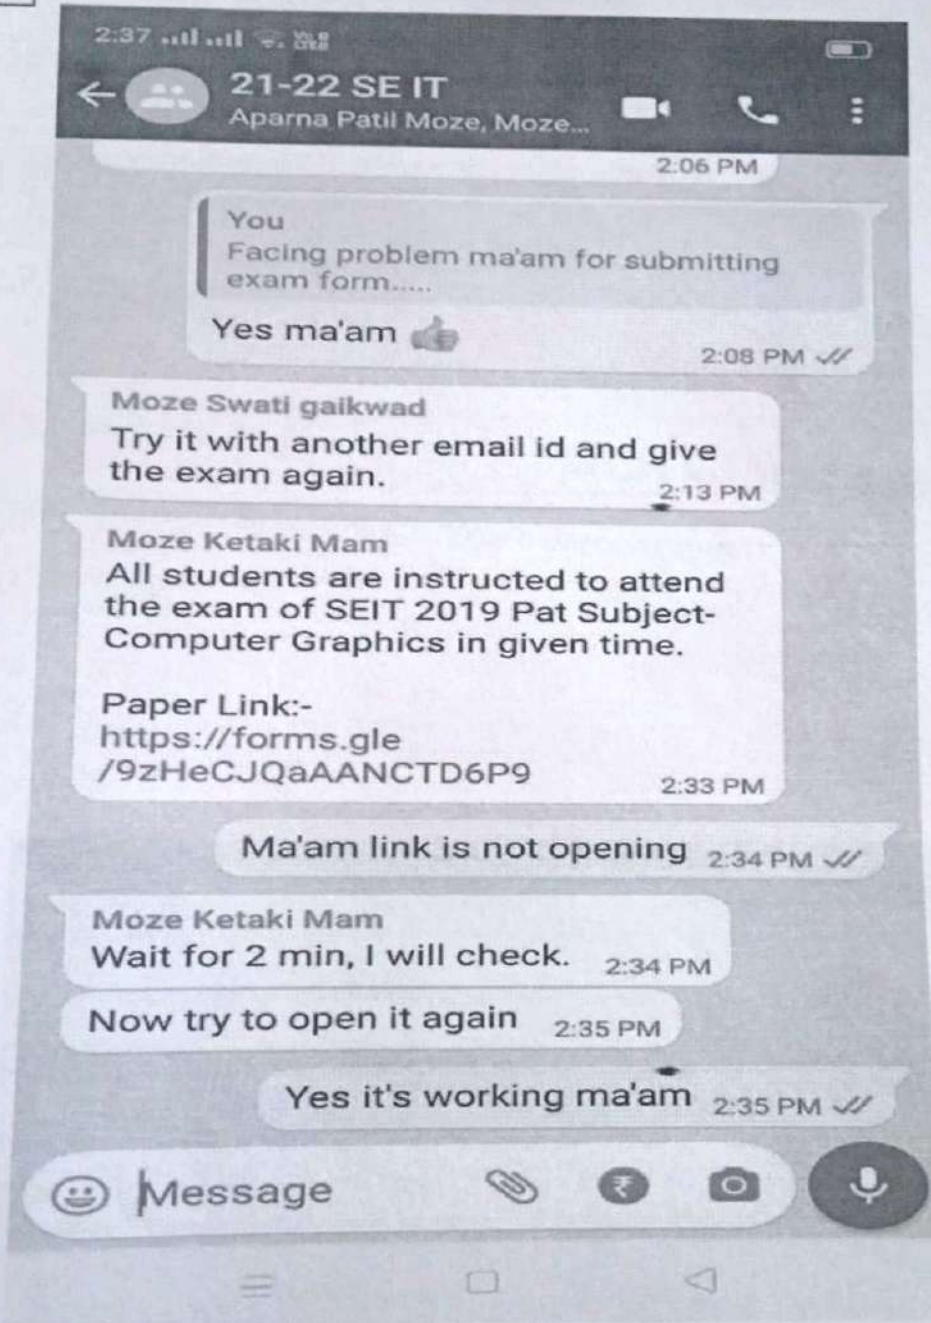 2:37
21-22 SE IT
Aparna Patil Moze, Moze...
2:06 PM
You
Facing problem ma'am for submitting
exam form.....
Yes ma'am
2:08 PM
Moze Swati gaikwad
Try it with another email id and give
the exam again.
2:13 PM
Moze Ketaki Mam
All students are instructed to attend
the exam of SEIT 2019 Pat Subject-
Computer Graphics in given time.
Paper Link:-
https://forms.gle
/9zHeCJQaAANCTD6P9
2:33 PM
Ma'am link is not opening 2:34 PM
Moze Ketaki Mam
Wait for 2 min, I will check. 2:34 PM
Now try to open it again 2:35 PM
Yes it's working ma'am 2:35 PM
Message
₹